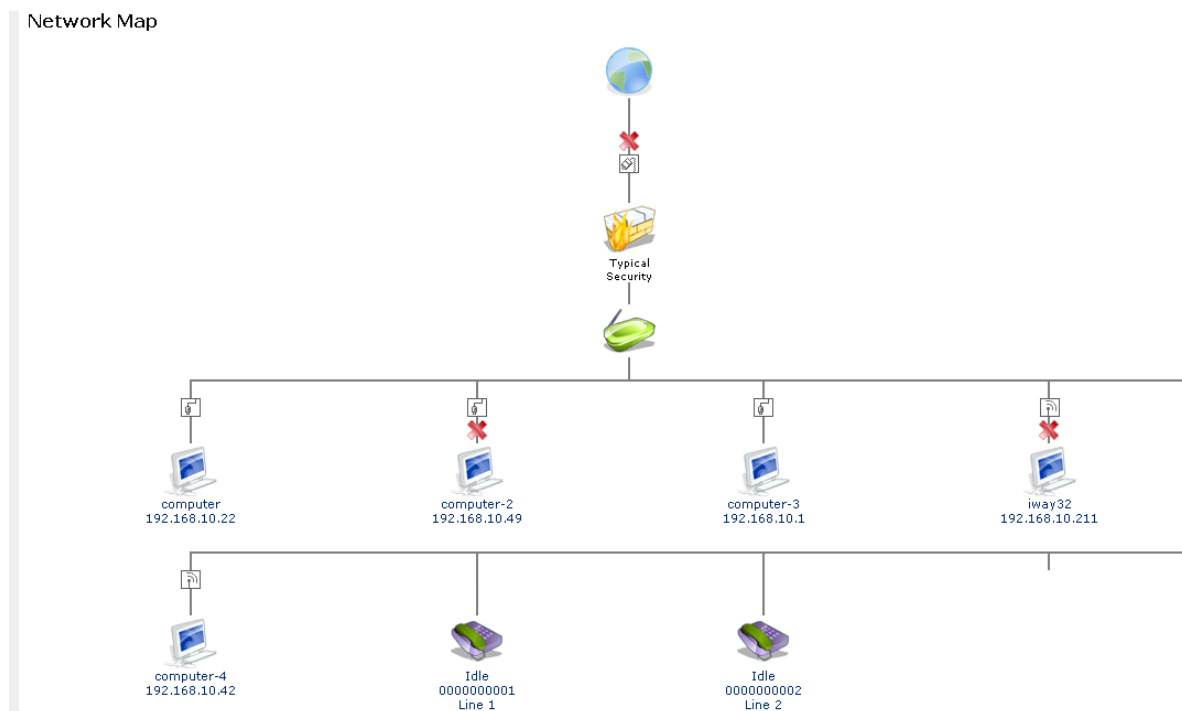 Network Map
Typical
Security
computer
192.168.10.22
computer-2
192.168.10.49
computer-3
192.168.10.1
iway32
192.168.10.211
computer-4
192.168.10.42
Idle
0000000001
Line 1
Idle
0000000002
Line 2